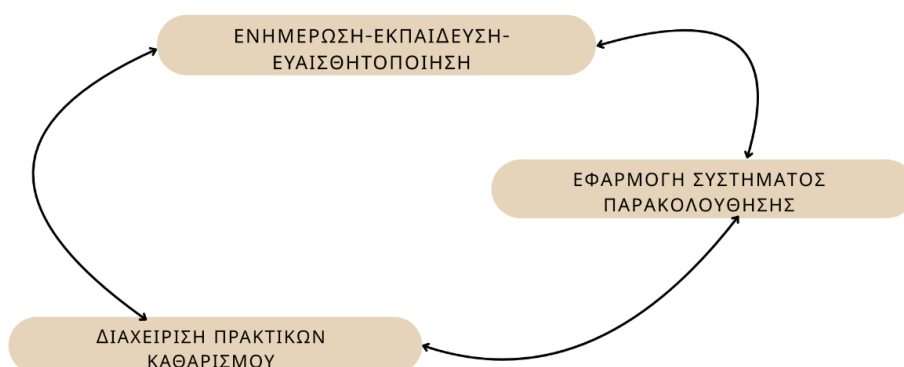 ΕΝΗΜΕΡΩΣΗ-ΕΚΠΑΙΔΕΥΣΗ-
ΕΥΑΙΣΘΗΤΟΠΟΙΗΣΗ
ΕΦΑΡΜΟΓΗ ΣΥΣΤΗΜΑΤΟΣ
ΠΑΡΑΚΟΛΟΥΘΗΣΗΣ
ΔΙΑΧΕΙΡΙΣΗ ΠΡΑΚΤΙΚΩΝ
ΚΑΘΑΡΙΣΜΟΥ